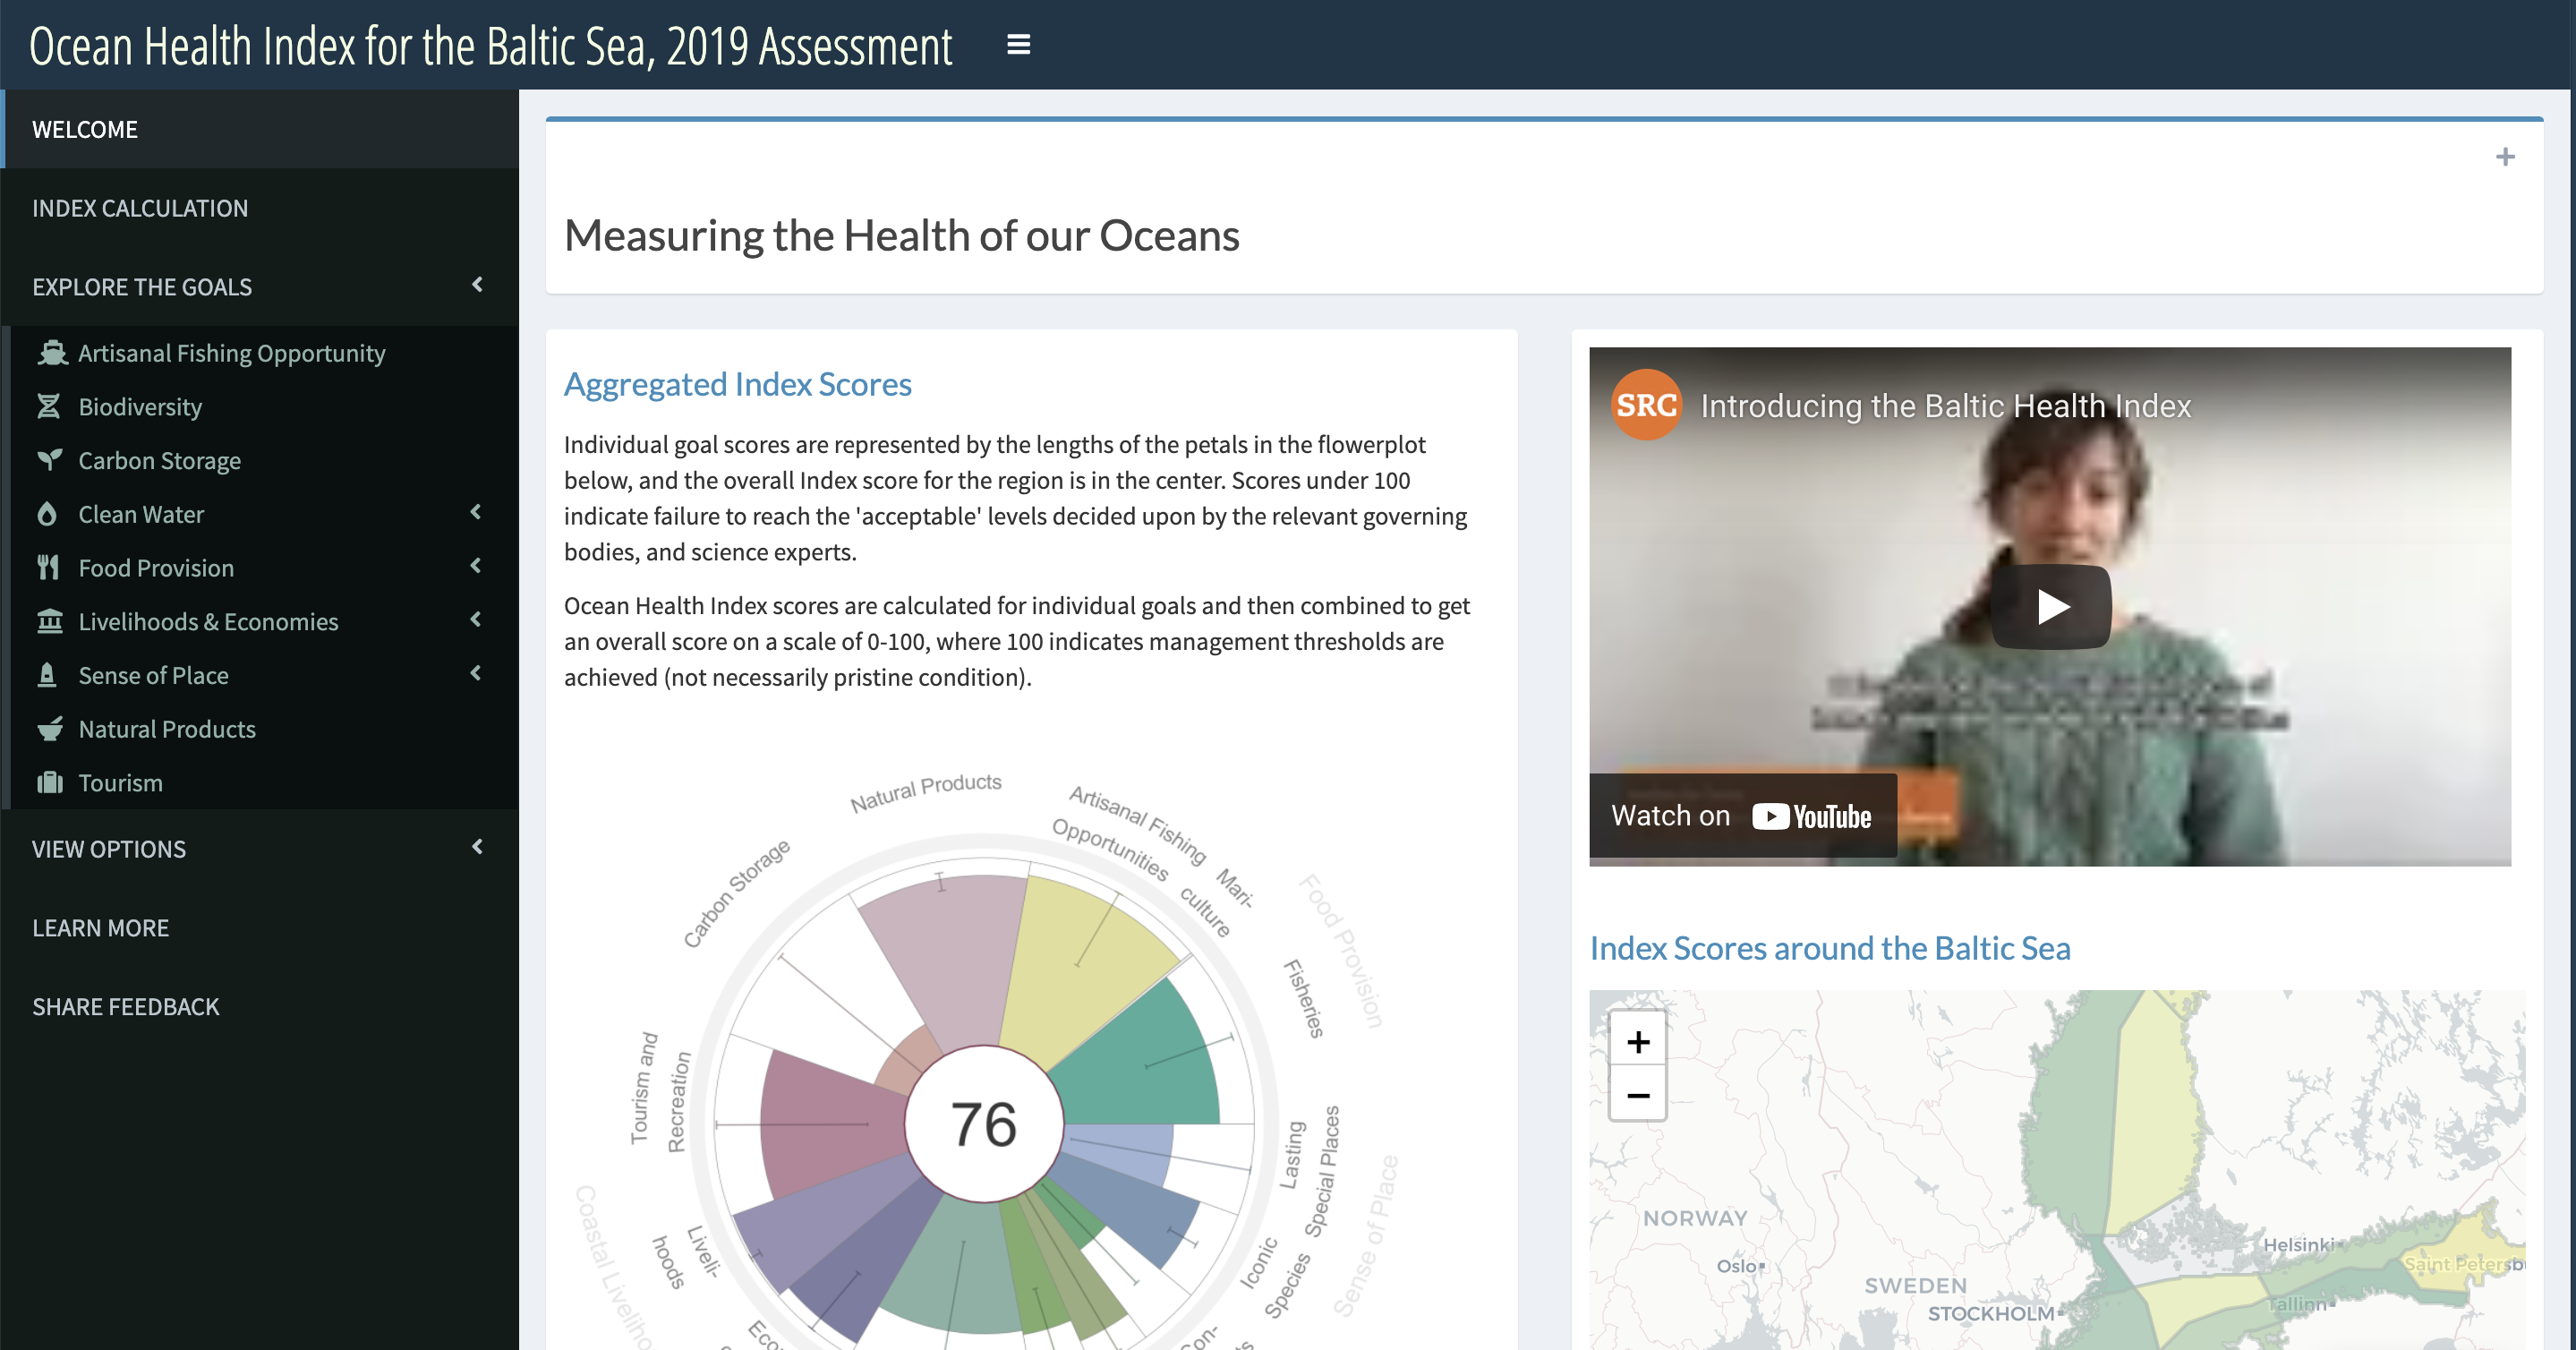 Ocean Health Index for the Baltic Sea, 2019 Assessment
WELCOME
INDEX CALCULATION
EXPLORE THE GOALS
Artisanal Fishing Opportunity
Biodiversity
Carbon Storage
Clean Water
Food Provision
Livelihoods & Economies
Sense of Place
Natural Products
Tourism
VIEW OPTIONS
LEARN MORE
SHARE FEEDBACK
Measuring the Health of our Oceans
Aggregated Index Scores
Individual goal scores are represented by the lengths of the petals in the flowerplot
below, and the overall Index score for the region is in the center. Scores under 100
indicate failure to reach the 'acceptable' levels decided upon by the relevant governing
bodies, and science experts.
Ocean Health Index scores are calculated for individual goals and then combined to get
an overall score on a scale of 0-100, where 100 indicates management thresholds are
achieved (not necessarily pristine condition).
Natural Products
Artisanal Fishing
Opportunities
Mari-
culture
Food Provision
Fisheries
Carbon Storage
Tourism and
Recreation
76
Lasting
Special Places
Sense of Place
Iconic
Species
Liveli-
hoods
Coastal
SRC
Introducing the Baltic Health Index
Watch on YouTube
Index Scores around the Baltic Sea
+
−
NORWAY
Oslo
SWEDEN
STOCKHOLM
Helsinki
Tallinn
Saint